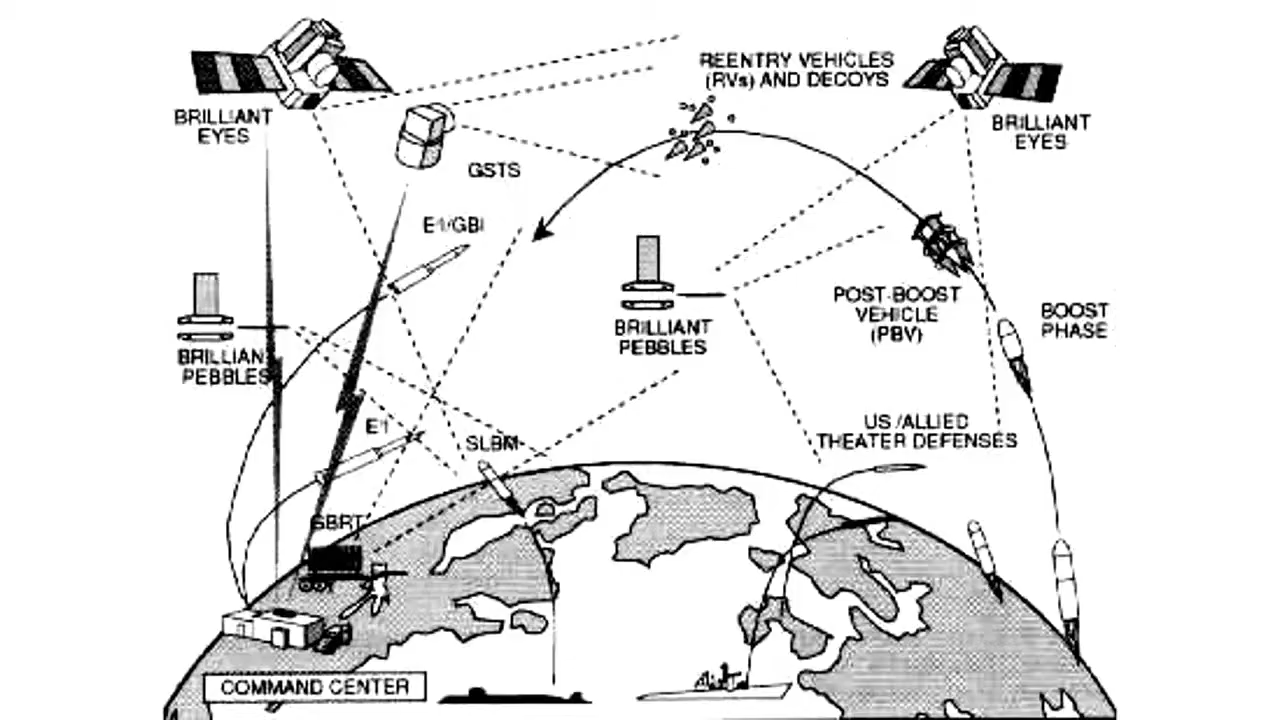 REENTRY VEHICLES
(RVs) AND DECOYS
BRILLIANT
EYES
BRILLIANT
EYES
GSTS
E1/GBI
POST-BOOST
VEHICLE
(PBV)
BOOST
PHASE
BRILLIANT
PEBBLES
BRILLIAN
PEBBLES
E1
SLBM
US/ALLIED
THEATER DEFENSES
GBRT
COMMAND CENTER